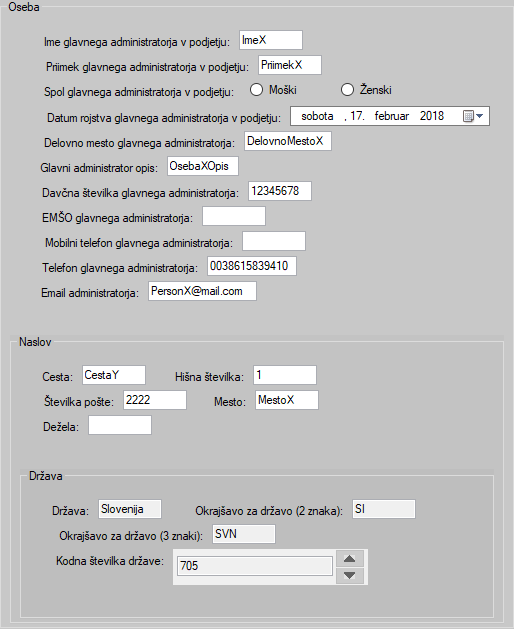 Oseba
Ime glavnega administratorja v podjetju: ImeX
Priimek glavnega administratorja v podjetju: PriimekX
Spol glavnega administratorja v podjetju: Moški Ženski
Datum rojstva glavnega administratorja v podjetju: sobota , 17. februar 2018
Delovno mesto glavnega administratorja: DelovnoMestoX
Glavni administrator opis: OsebaXOpis
Davčna številka glavnega administratorja: 12345678
EMŠO glavnega administratorja:
Mobilni telefon glavnega administratorja:
Telefon glavnega administratorja: 0038615839410
Email administratorja: PersonX@mail.com
Naslov
Cesta: CestaY Hišna številka: 1
Številka pošte: 2222 Mesto: MestoX
Dežela:
Država
Država: Slovenija Okrajšavo za državo (2 znaka): SI
Okrajšavo za državo (3 znaki): SVN
Kodna številka države: 705